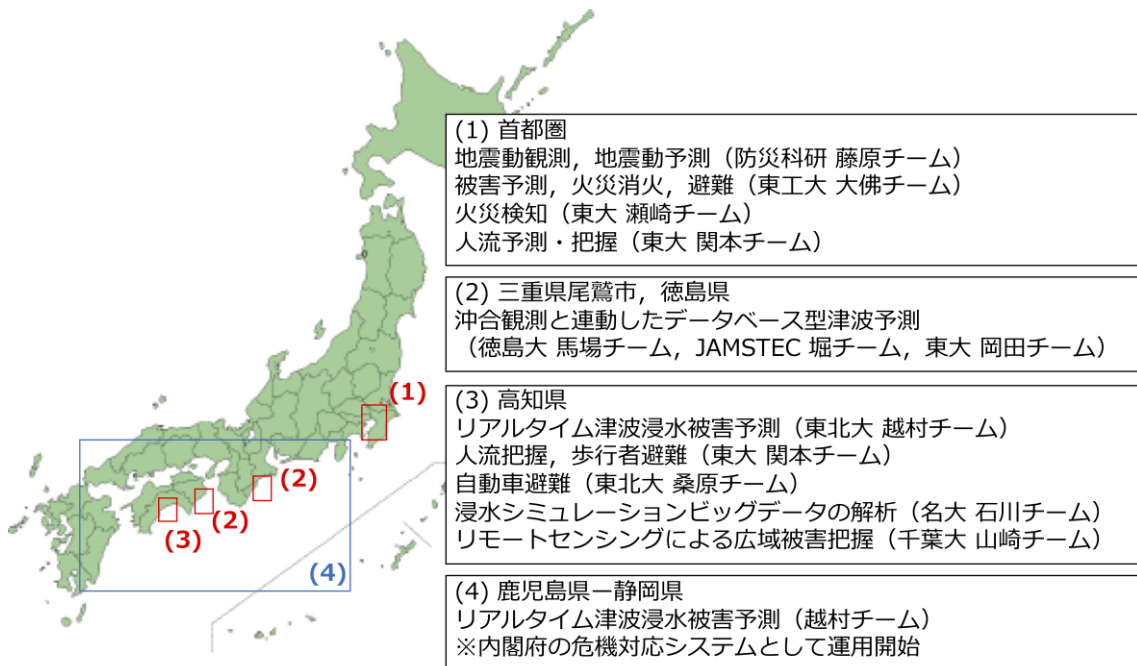 (1) 首都圏
地震動観測，地震動予測（防災科研 藤原チーム）
被害予測，火災消火，避難（東工大 大佛チーム）
火災検知（東大 瀬崎チーム）
人流予測・把握（東大 関本チーム）
(2) 三重県尾鷲市，徳島県
沖合観測と連動したデータベース型津波予測
（徳島大 馬場チーム，JAMSTEC 堀チーム，東大 岡田チーム）
(3) 高知県
リアルタイム津波浸水被害予測（東北大 越村チーム）
人流把握，歩行者避難（東大 関本チーム）
自動車避難（東北大 桑原チーム）
浸水シミュレーションビッグデータの解析（名大 石川チーム）
リモートセンシングによる広域被害把握（千葉大 山崎チーム）
(4) 鹿児島県ー静岡県
リアルタイム津波浸水被害予測（越村チーム）
※内閣府の危機対応システムとして運用開始
(1)
(2)
(2)
(3)
(4)